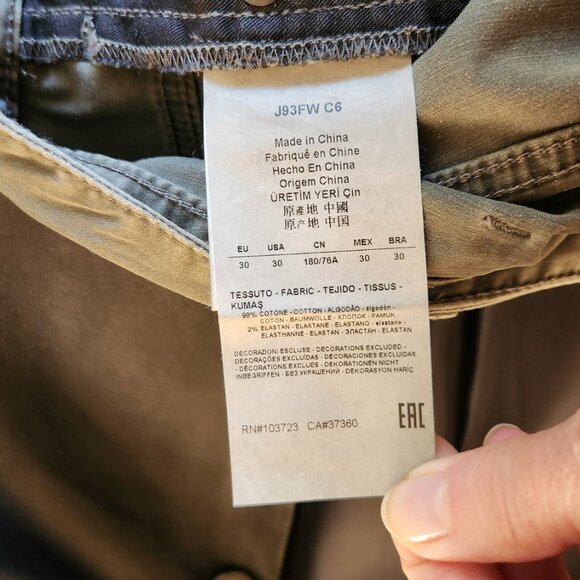 J93FW C6
Made in China
Fabriqué en Chine
Hecho En China
Origem China
ÜRETİM YERİ Çin
原產地 中國
原产地 中国
EU USA CN MEX BRA
30 30 180/76A 30 30
TESSUTO - FABRIC - TEJIDO - TISSUS -
KUMAŞ
98% COTONE - COTTON - ALGODÃO - algodón-
COTON - BAUMWOLLE - ХЛОПОК - PAMUK
2% ELASTAN - ELASTANE - ELASTANO - elastano -
ELASTHANNE - ELASTAN - ЭЛАСТАН - ELASTAN
DECORAZIONI ESCLUSE - DECORATIONS EXCLUDED -
DECORAÇÕES EXCLUÍDAS - DECORACIONES EXCLUIDAS
- DÉCORATIONS EXCLUES - DEKORATIONEN NICHT
INBEGRIFFEN - БЕЗ УКРАШЕНИЙ - DEKORASYON HARİÇ
RN#103723 CA#37360 EAC